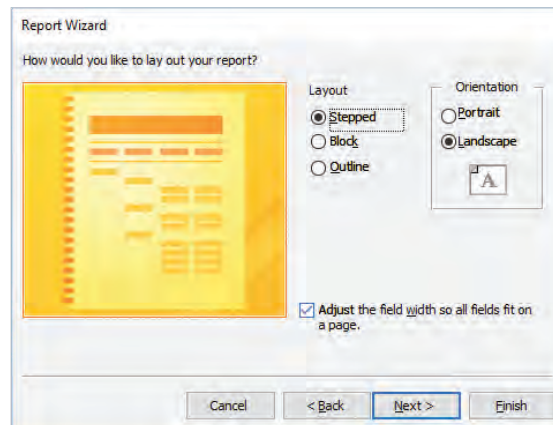 Report Wizard
How would you like to lay out your report?
Layout
Stepped
Block
Outline
Orientation
Portrait
Landscape
A
Adjust the field width so all fields fit on
a page.
Cancel
< Back
Next >
Finish